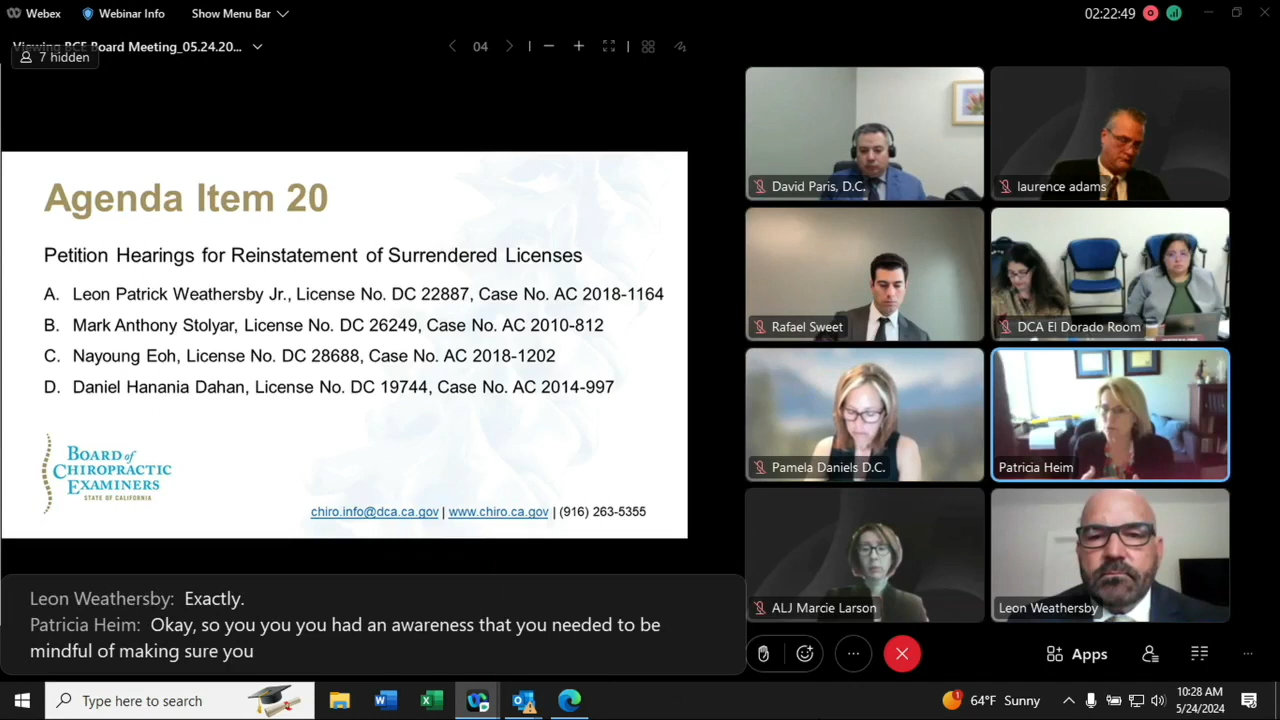 Webex
Webinar Info
Show Menu Bar
02:22:49
Viewing BCE Board Meeting_05.24.20...
7 hidden
04
Agenda Item 20
Petition Hearings for Reinstatement of Surrendered Licenses
A. Leon Patrick Weathersby Jr., License No. DC 22887, Case No. AC 2018-1164
B. Mark Anthony Stolyar, License No. DC 26249, Case No. AC 2010-812
C. Nayoung Eoh, License No. DC 28688, Case No. AC 2018-1202
D. Daniel Hanania Dahan, License No. DC 19744, Case No. AC 2014-997
BOARD of
CHIROPRACTIC
EXAMINERS
STATE OF CALIFORNIA
chiro.info@dca.ca.gov | www.chiro.ca.gov | (916) 263-5355
David Paris, D.C.
laurence adams
Rafael Sweet
DCA El Dorado Room
Pamela Daniels D.C.
Patricia Heim
ALJ Marcie Larson
Leon Weathersby
Leon Weathersby: Exactly.
Patricia Heim: Okay, so you you you had an awareness that you needed to be
mindful of making sure you
Apps
Type here to search
1
64°F Sunny
10:28 AM
5/24/2024